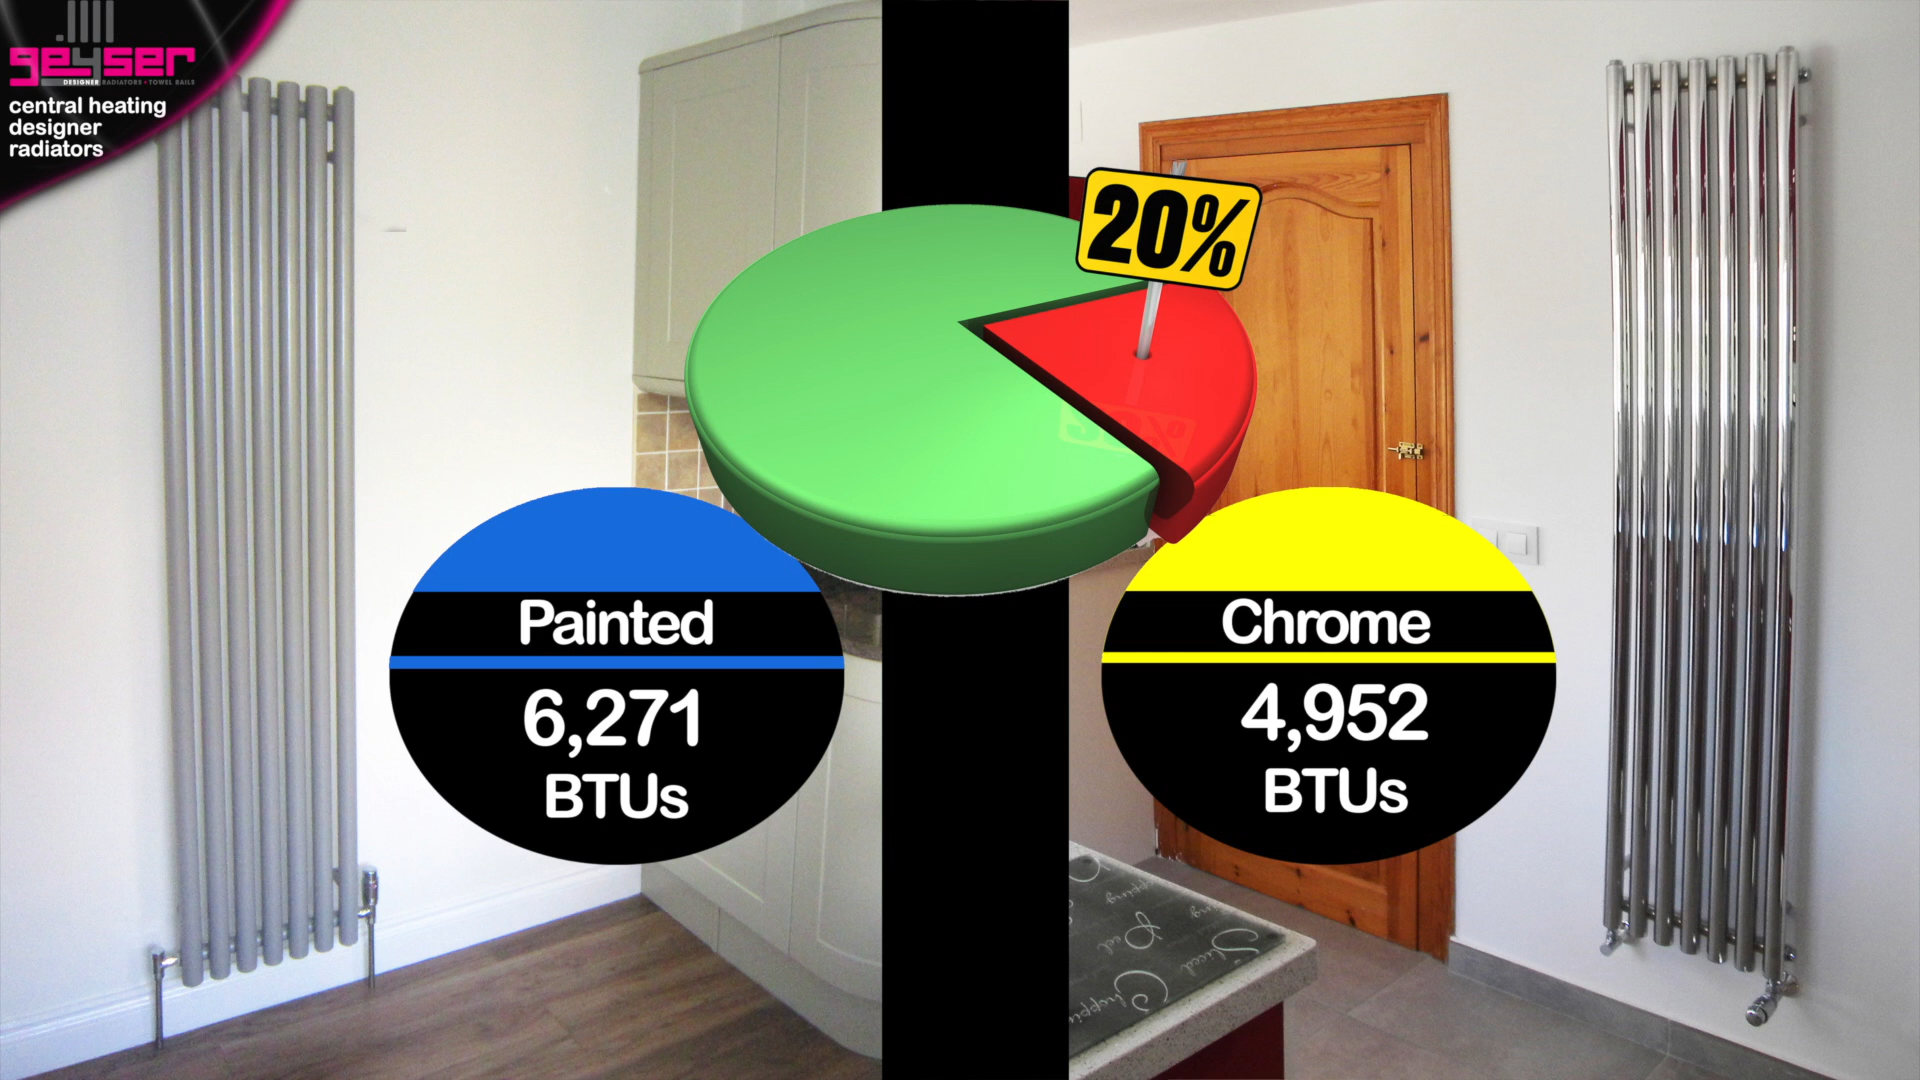 geyser
DESIGNER RADIATORS • TOWEL RAILS
central heating
designer
radiators
20%
Painted
6,271
BTUs
Chrome
4,952
BTUs